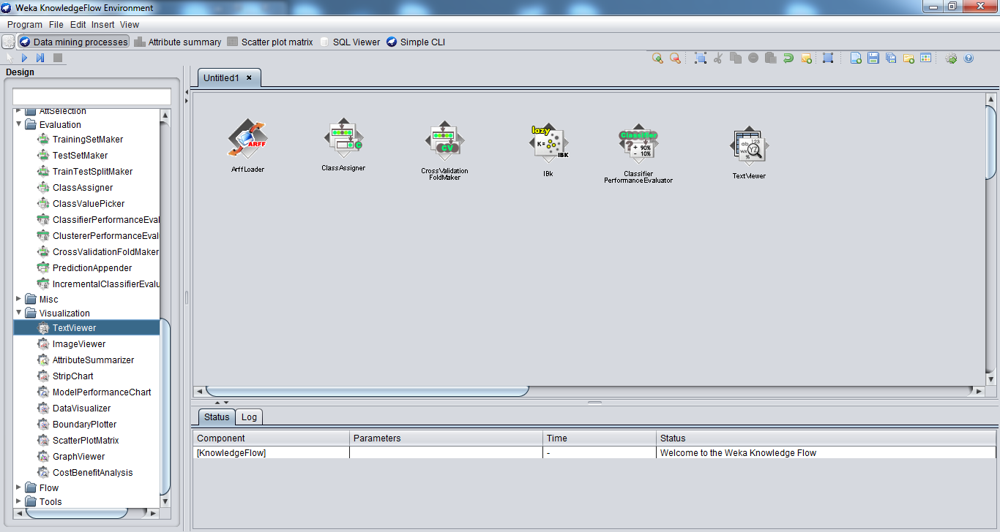 Weka KnowledgeFlow Environment
Program File Edit Insert View
Data mining processes Attribute summary Scatter plot matrix SQL Viewer Simple CLI
Design
Untitled1
AttSelection
Evaluation
TrainingSetMaker
TestSetMaker
TrainTestSplitMaker
ClassAssigner
ClassValuePicker
ClassifierPerformanceEval
ClustererPerformanceEval
CrossValidationFoldMaker
PredictionAppender
IncrementalClassifierEvalu
Misc
Visualization
TextViewer
ImageViewer
AttributeSummarizer
StripChart
ModelPerformanceChart
DataVisualizer
BoundaryPlotter
ScatterPlotMatrix
GraphViewer
CostBenefitAnalysis
Flow
Tools
ARFF
ArffLoader
C
ClassAssigner
CV
CrossValidation
FoldMaker
lazy
K=
IBK
IBk
Classifier
? + 90%
- 10%
Classifier
PerformanceEvaluator
ab 123
wx YZ
%
TextViewer
Status Log
Component Parameters Time Status
[KnowledgeFlow] - Welcome to the Weka Knowledge Flow